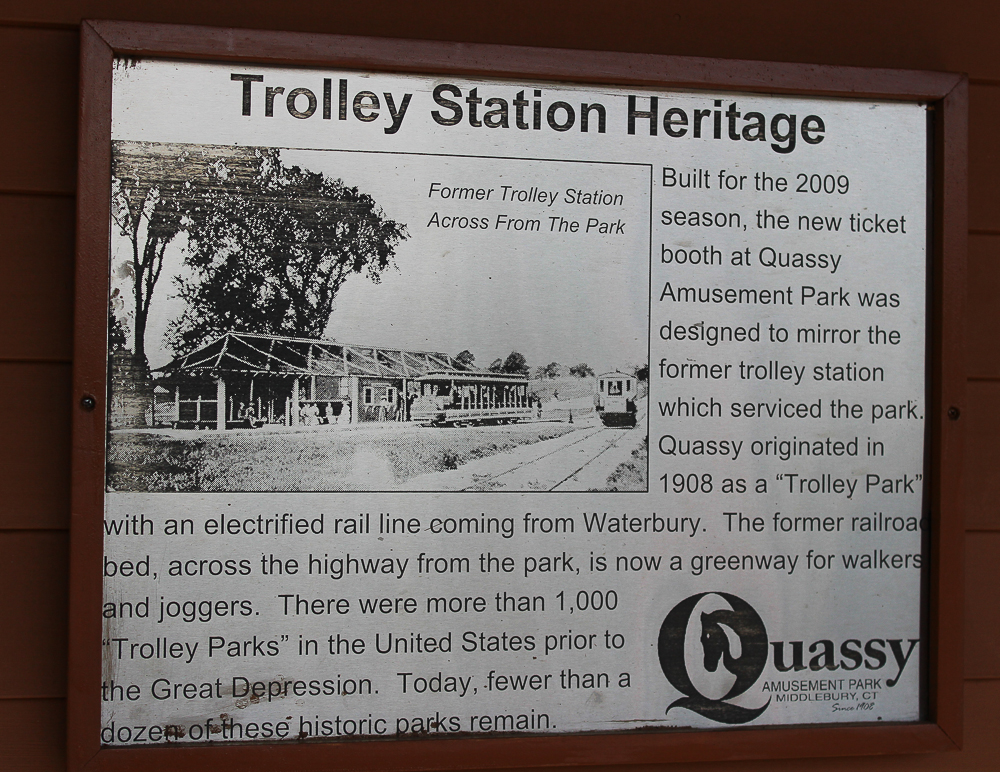 Trolley Station Heritage
Former Trolley Station
Across From The Park
Built for the 2009
season, the new ticket
booth at Quassy
Amusement Park was
designed to mirror the
former trolley station
which serviced the park.
Quassy originated in
1908 as a “Trolley Park”
with an electrified rail line coming from Waterbury. The former railroad
bed, across the highway from the park, is now a greenway for walkers
and joggers. There were more than 1,000
“Trolley Parks” in the United States prior to
the Great Depression. Today, fewer than a
dozen of these historic parks remain.
Quassy
AMUSEMENT PARK
MIDDLEBURY, CT
Since 1908